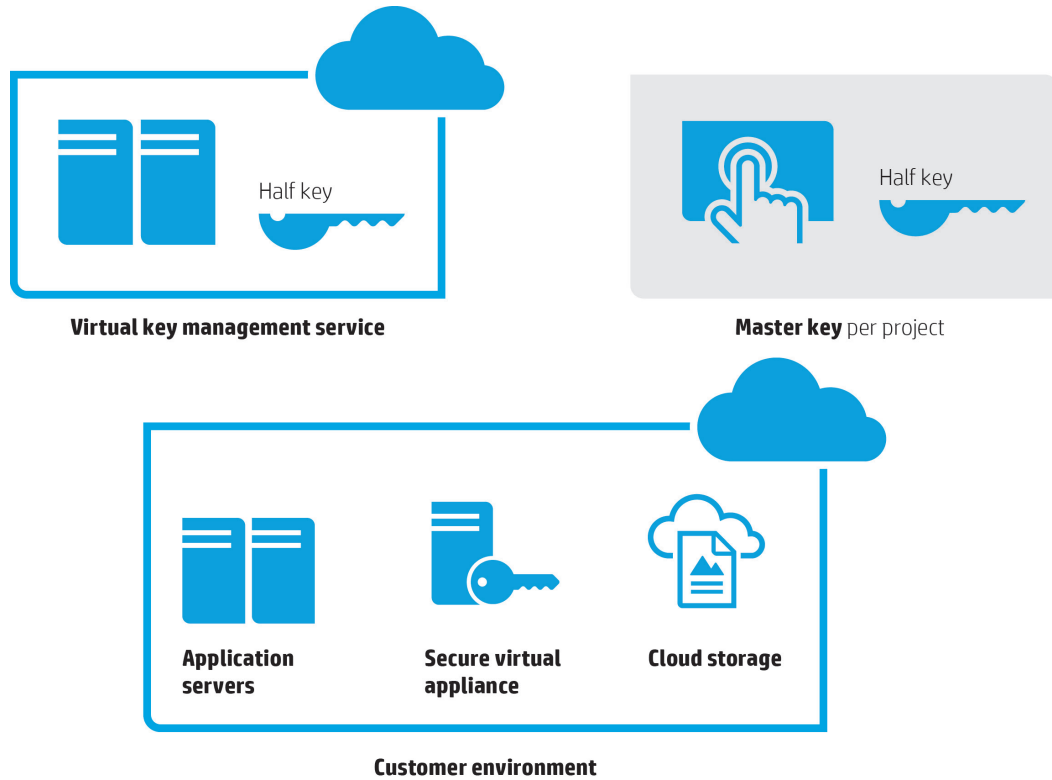 Half key
Half key
Virtual key management service
Master key per project
Application
servers
Secure virtual
appliance
Cloud storage
Customer environment